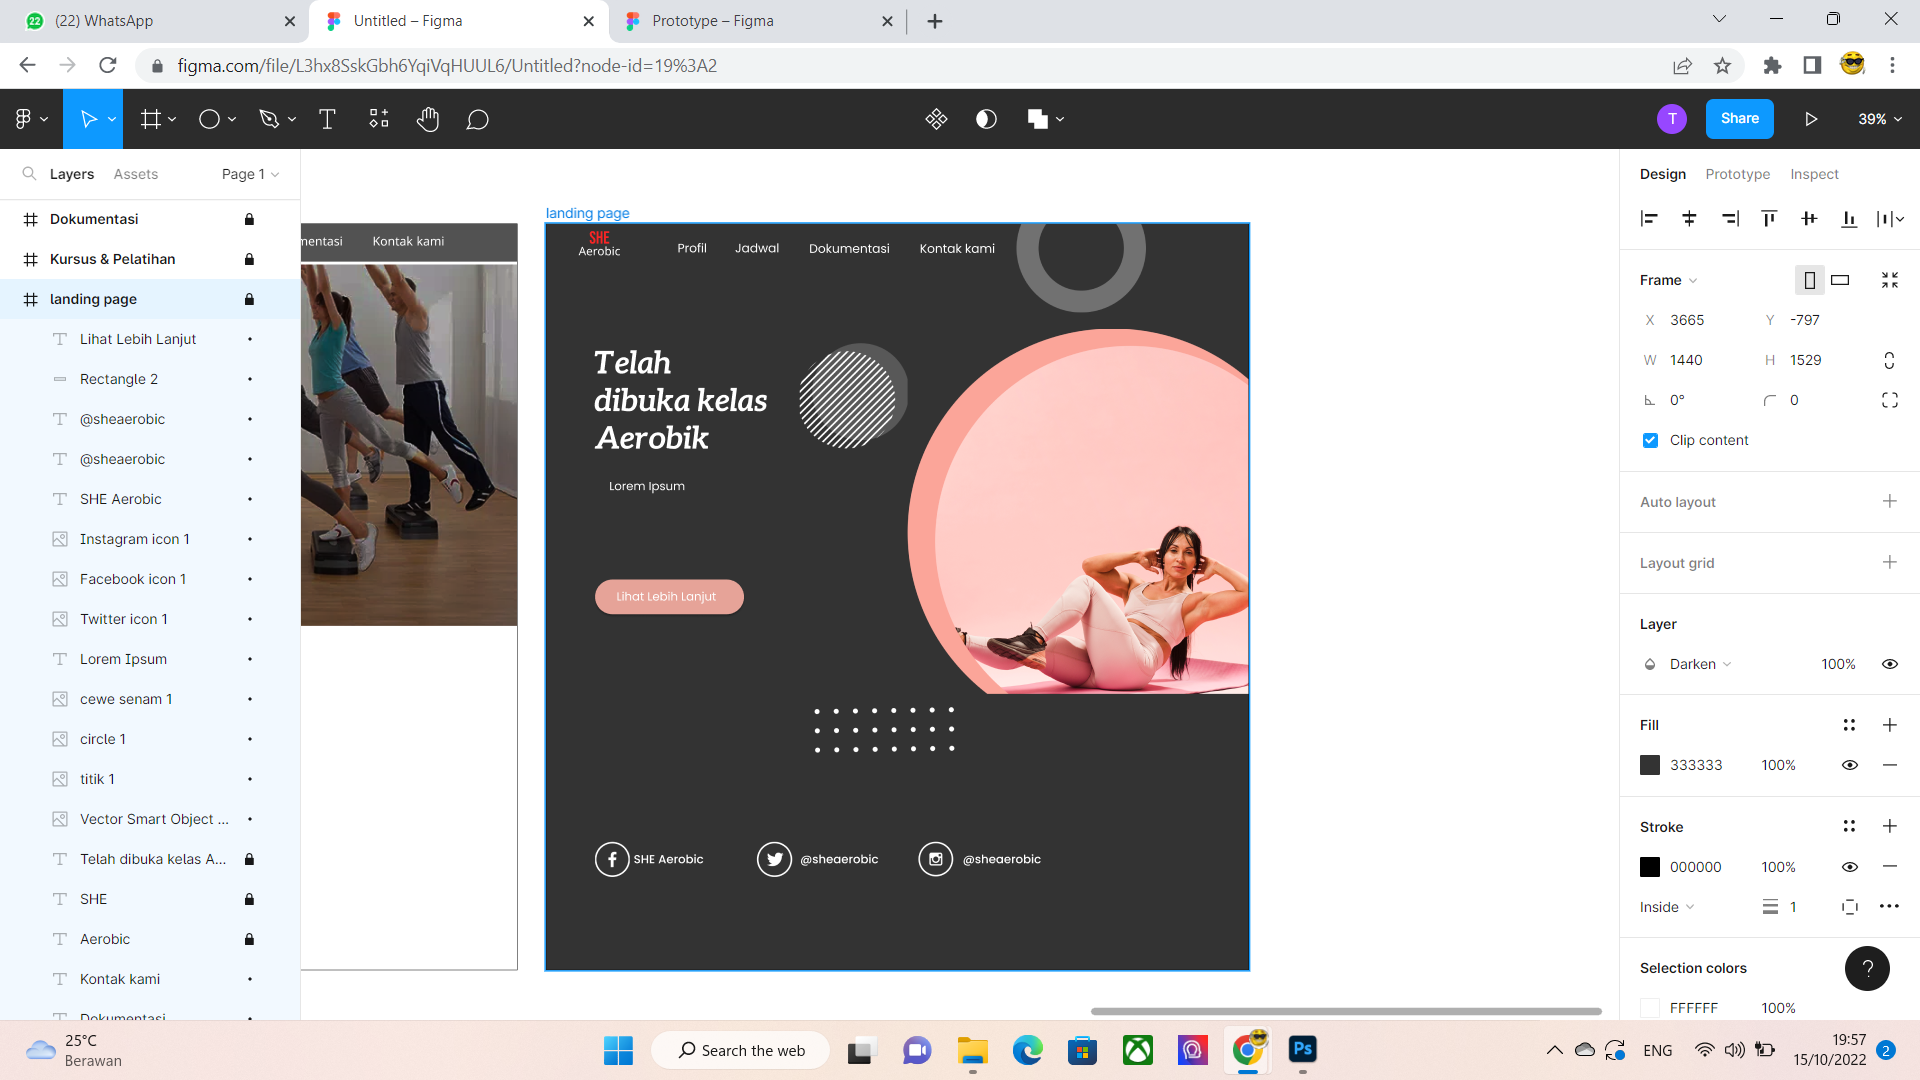 22
(22) WhatsApp
Untitled – Figma
Prototype – Figma
figma.com/file/L3hx8SskGbh6YqiVqHUUL6/Untitled?node-id=19%3A2
T
Share
39%
Layers
Assets
Page 1
Dokumentasi
Kursus & Pelatihan
landing page
Lihat Lebih Lanjut
Rectangle 2
@sheaerobic
@sheaerobic
SHE Aerobic
Instagram icon 1
Facebook icon 1
Twitter icon 1
Lorem Ipsum
cewe senam 1
circle 1
titik 1
Vector Smart Object ...
Telah dibuka kelas A...
SHE
Aerobic
Kontak kami
Dokumentasi
mentasi
Kontak kami
landing page
SHE
Aerobic
Profil
Jadwal
Dokumentasi
Kontak kami
Telah
dibuka kelas
Aerobik
Lorem Ipsum
Lihat Lebih Lanjut
SHE Aerobic
@sheaerobic
@sheaerobic
Design
Prototype
Inspect
Frame
X 3665
Y -797
W 1440
H 1529
0°
0
Clip content
Auto layout
Layout grid
Layer
Darken
100%
Fill
333333
100%
Stroke
000000
100%
Inside
1
Selection colors
?
FFFFFF
100%
25°C
Berawan
Search the web
Ps
ENG
19:57
15/10/2022
2